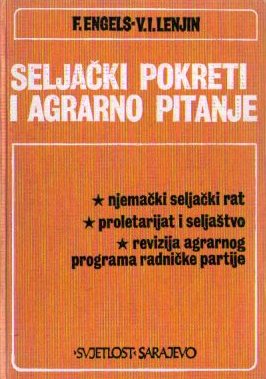 F. ENGELS-V. I. LENJIN
SELJAČKI POKRETI
I AGRARNO PITANJE
★ njemački seljački rat
★ proletarijat i seljaštvo
★ revizija agrarnog
programa radničke partije
»SVJETLOST« SARAJEVO